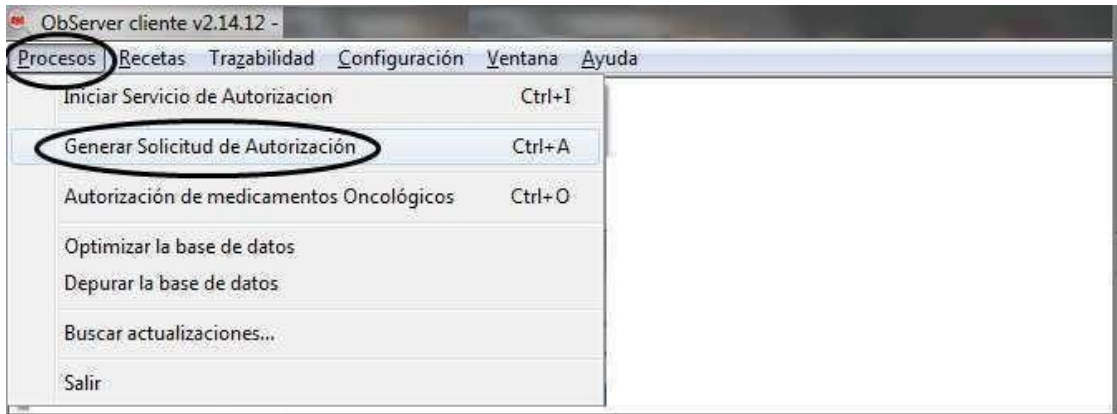 ObServer cliente v2.14.12 -
Procesos Recetas Trazabilidad Configuración Ventana Ayuda
Iniciar Servicio de Autorizacion Ctrl+I
Generar Solicitud de Autorización Ctrl+A
Autorización de medicamentos Oncológicos Ctrl+O
Optimizar la base de datos
Depurar la base de datos
Buscar actualizaciones...
Salir